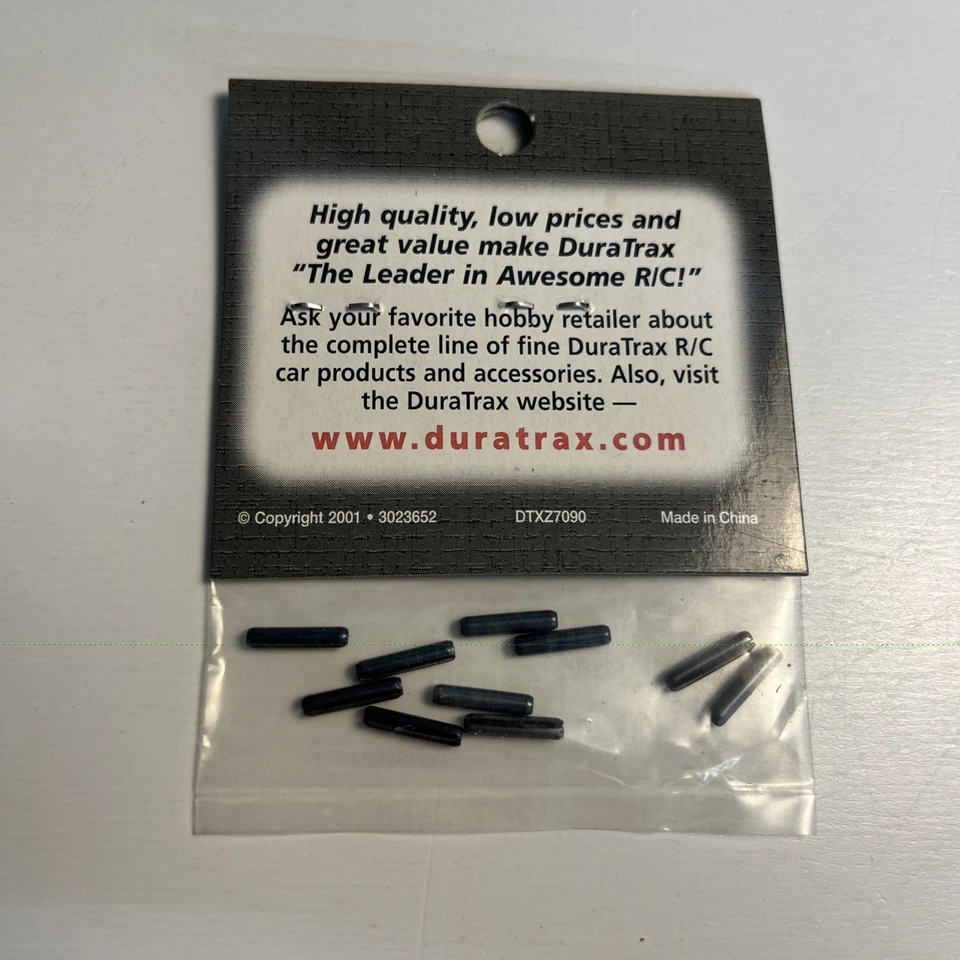 High quality, low prices and
great value make DuraTrax
“The Leader in Awesome R/C!”
Ask your favorite hobby retailer about
the complete line of fine DuraTrax R/C
car products and accessories. Also, visit
the DuraTrax website —
www.duratrax.com
© Copyright 2001 • 3023652 DTXZ7090 Made in China